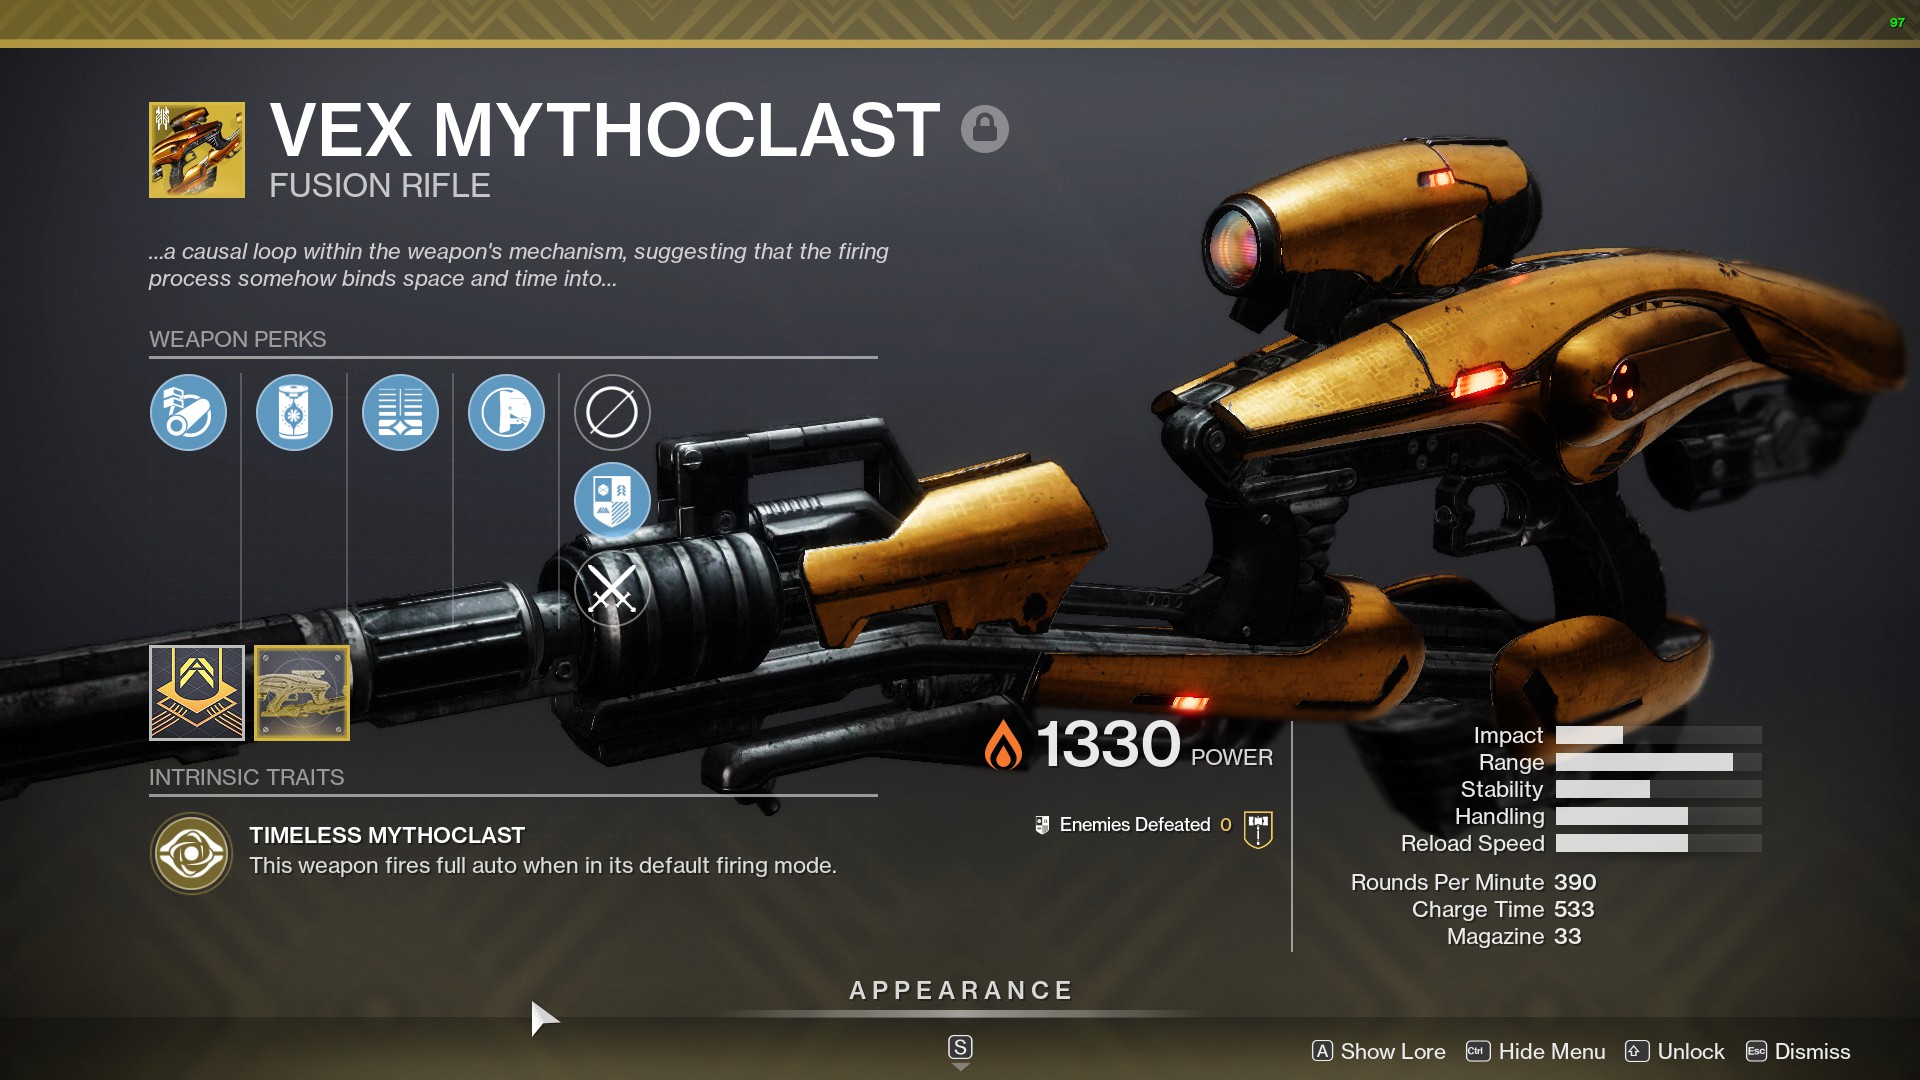 97
VEX MYTHOCLAST
FUSION RIFLE
...a causal loop within the weapon's mechanism, suggesting that the firing
process somehow binds space and time into...
WEAPON PERKS
1330 POWER
Enemies Defeated 0
INTRINSIC TRAITS
TIMELESS MYTHOCLAST
This weapon fires full auto when in its default firing mode.
Impact
Range
Stability
Handling
Reload Speed
Rounds Per Minute 390
Charge Time 533
Magazine 33
APPEARANCE
S
A Show Lore Ctrl Hide Menu Unlock Esc Dismiss